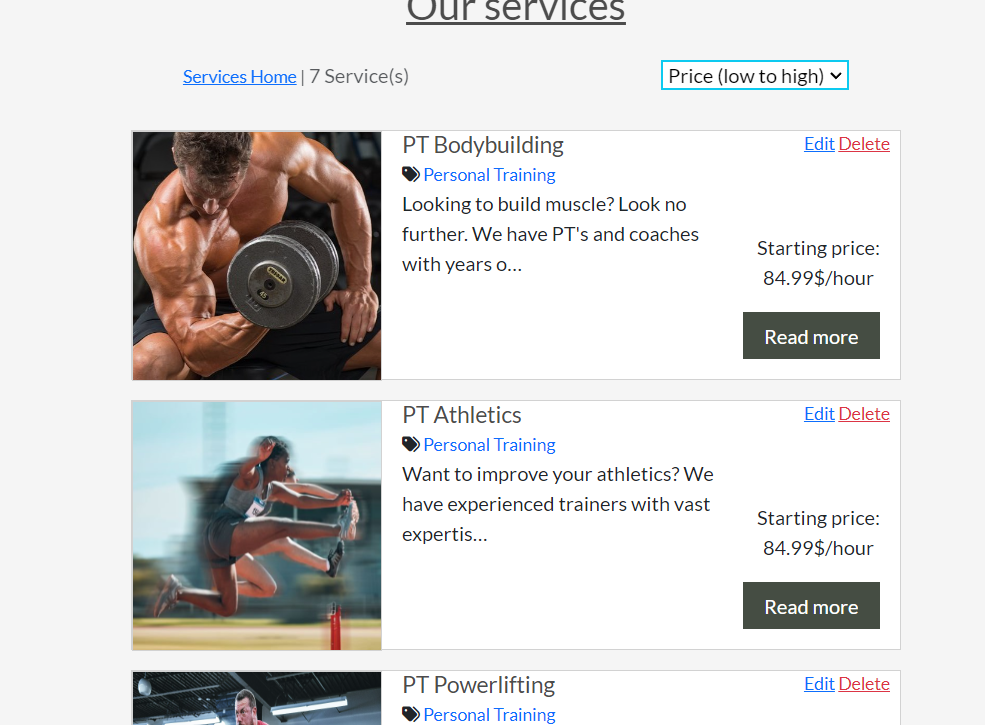 Our services
Services Home | 7 Service(s)
Price (low to high)
PT Bodybuilding
Edit Delete
Personal Training
Looking to build muscle? Look no
further. We have PT's and coaches
with years o...
Starting price:
84.99$/hour
Read more
PT Athletics
Edit Delete
Personal Training
Want to improve your athletics? We
have experienced trainers with vast
expertis...
Starting price:
84.99$/hour
Read more
PT Powerlifting
Edit Delete
Personal Training